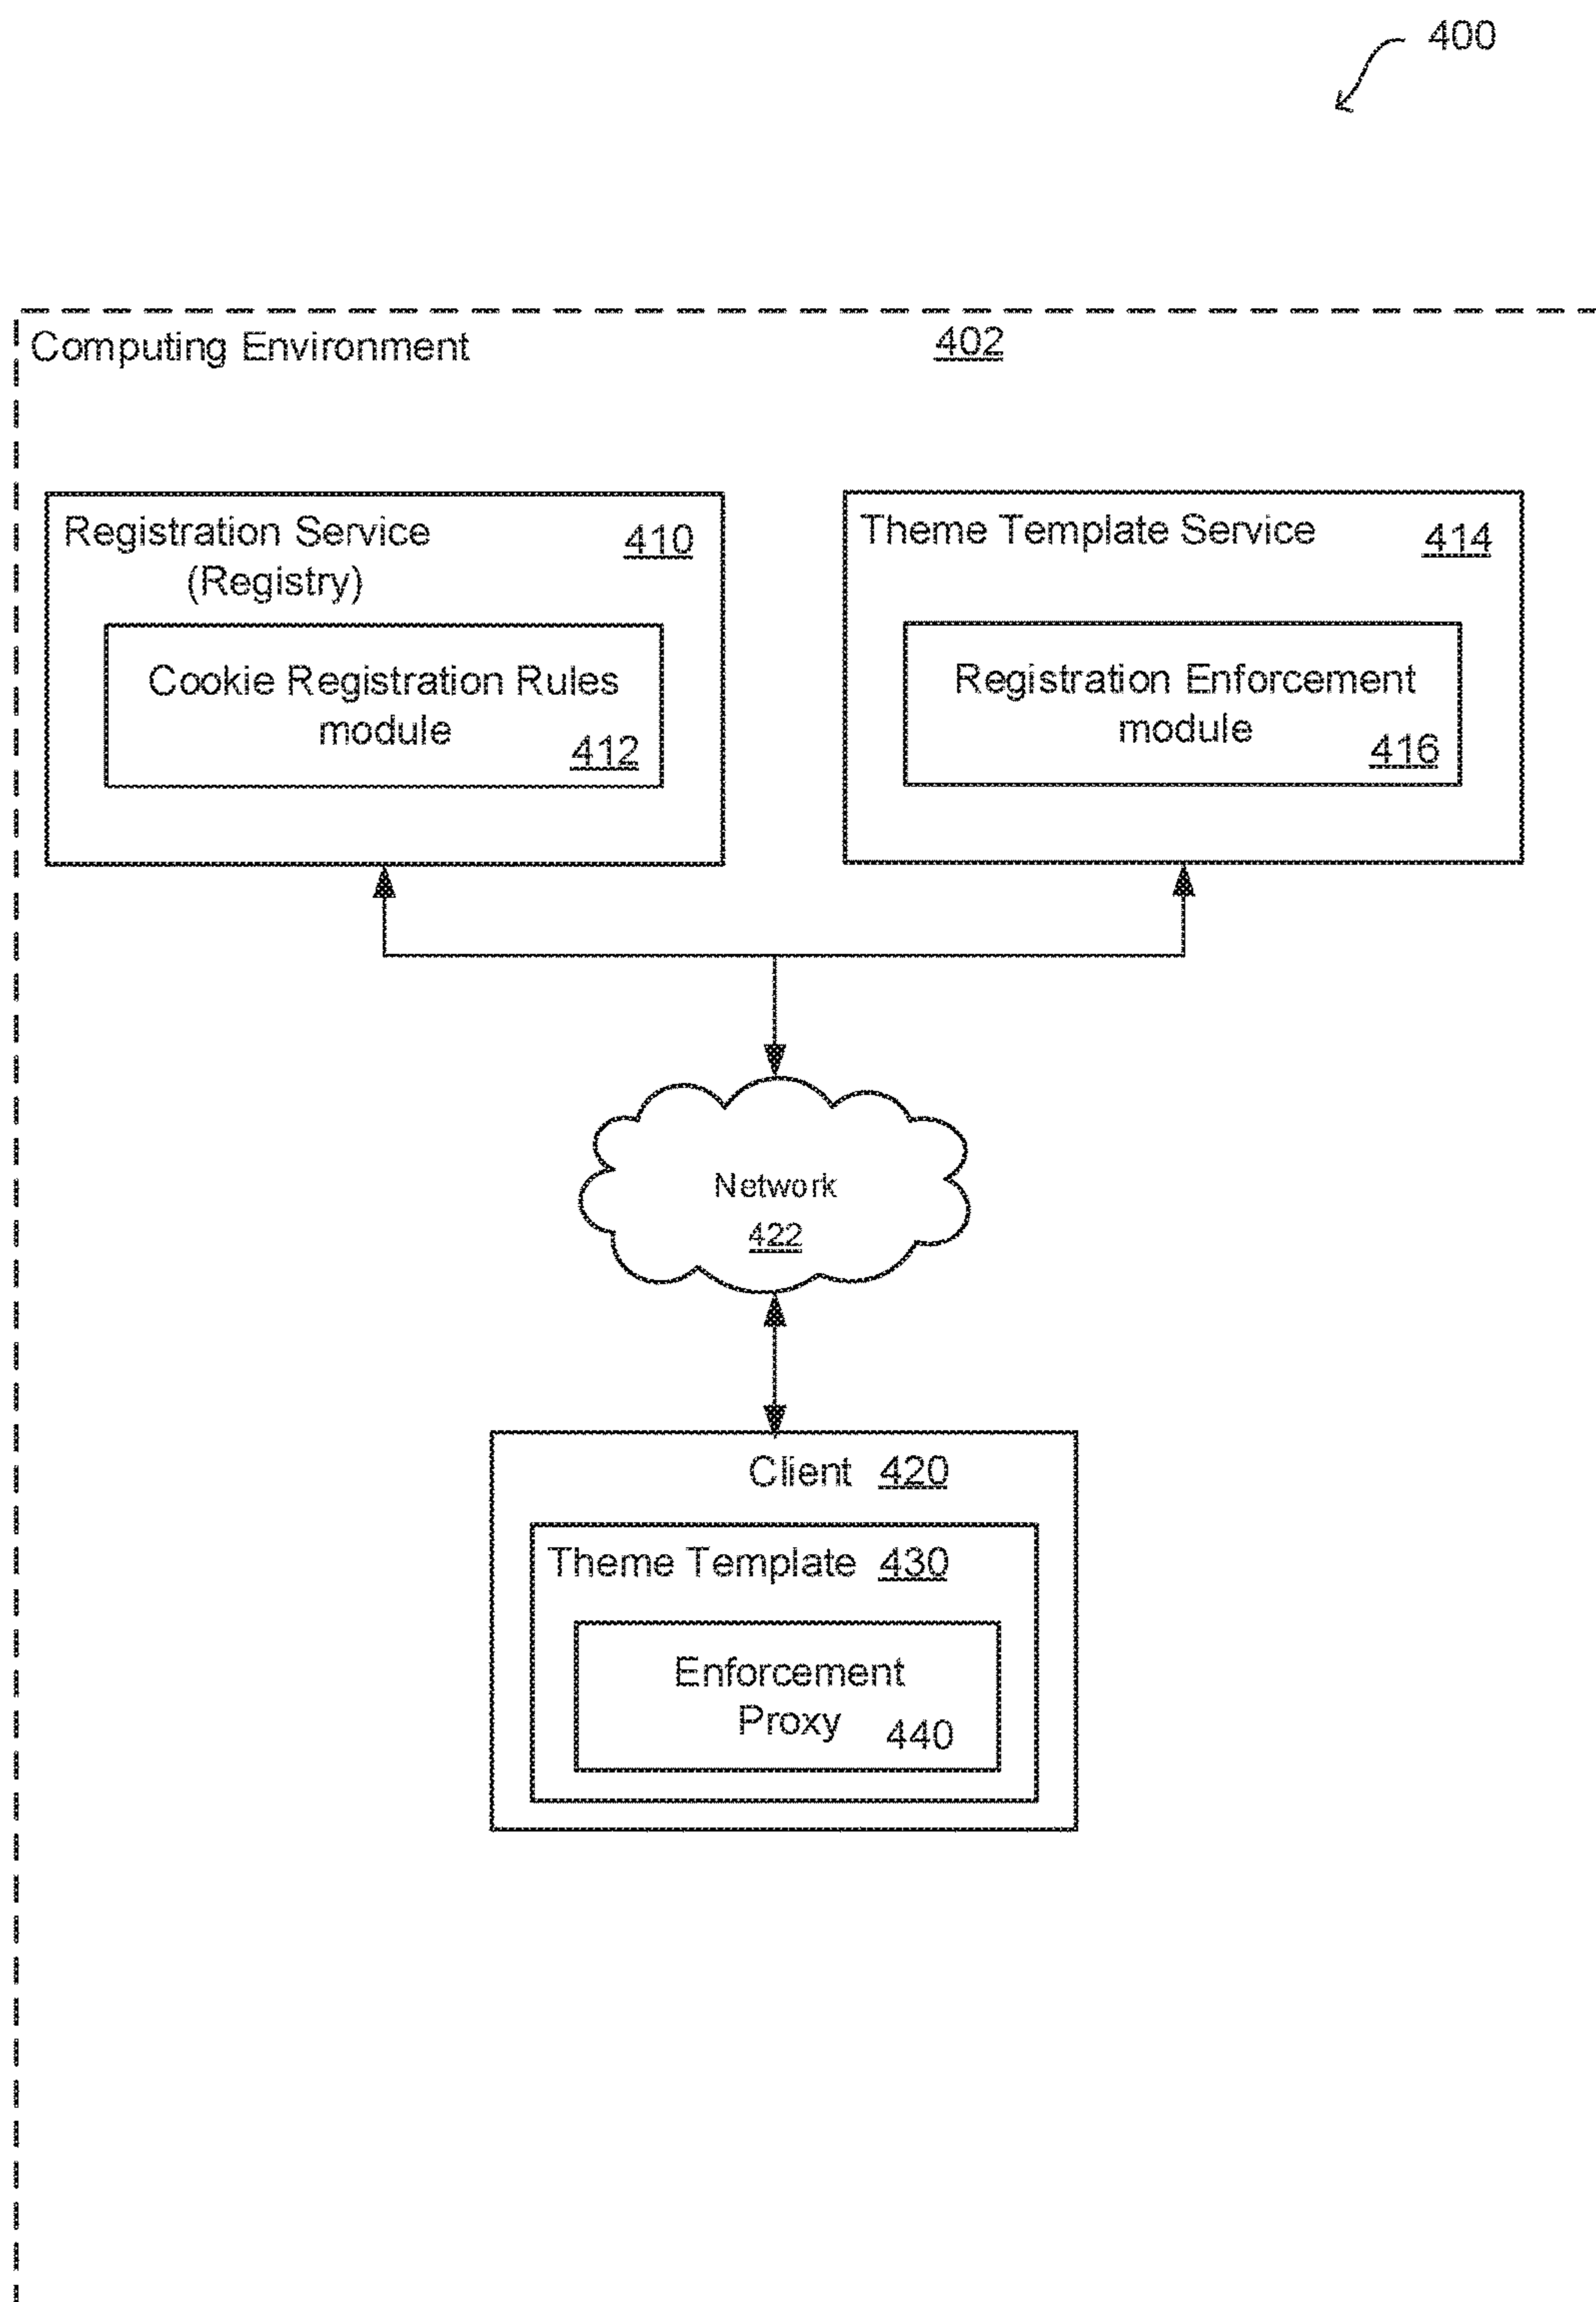 400
Computing Environment 402
Registration Service 410
(Registry)
Cookie Registration Rules
module 412
Theme Template Service 414
Registration Enforcement
module 416
Network
422
Client 420
Theme Template 430
Enforcement
Proxy 440